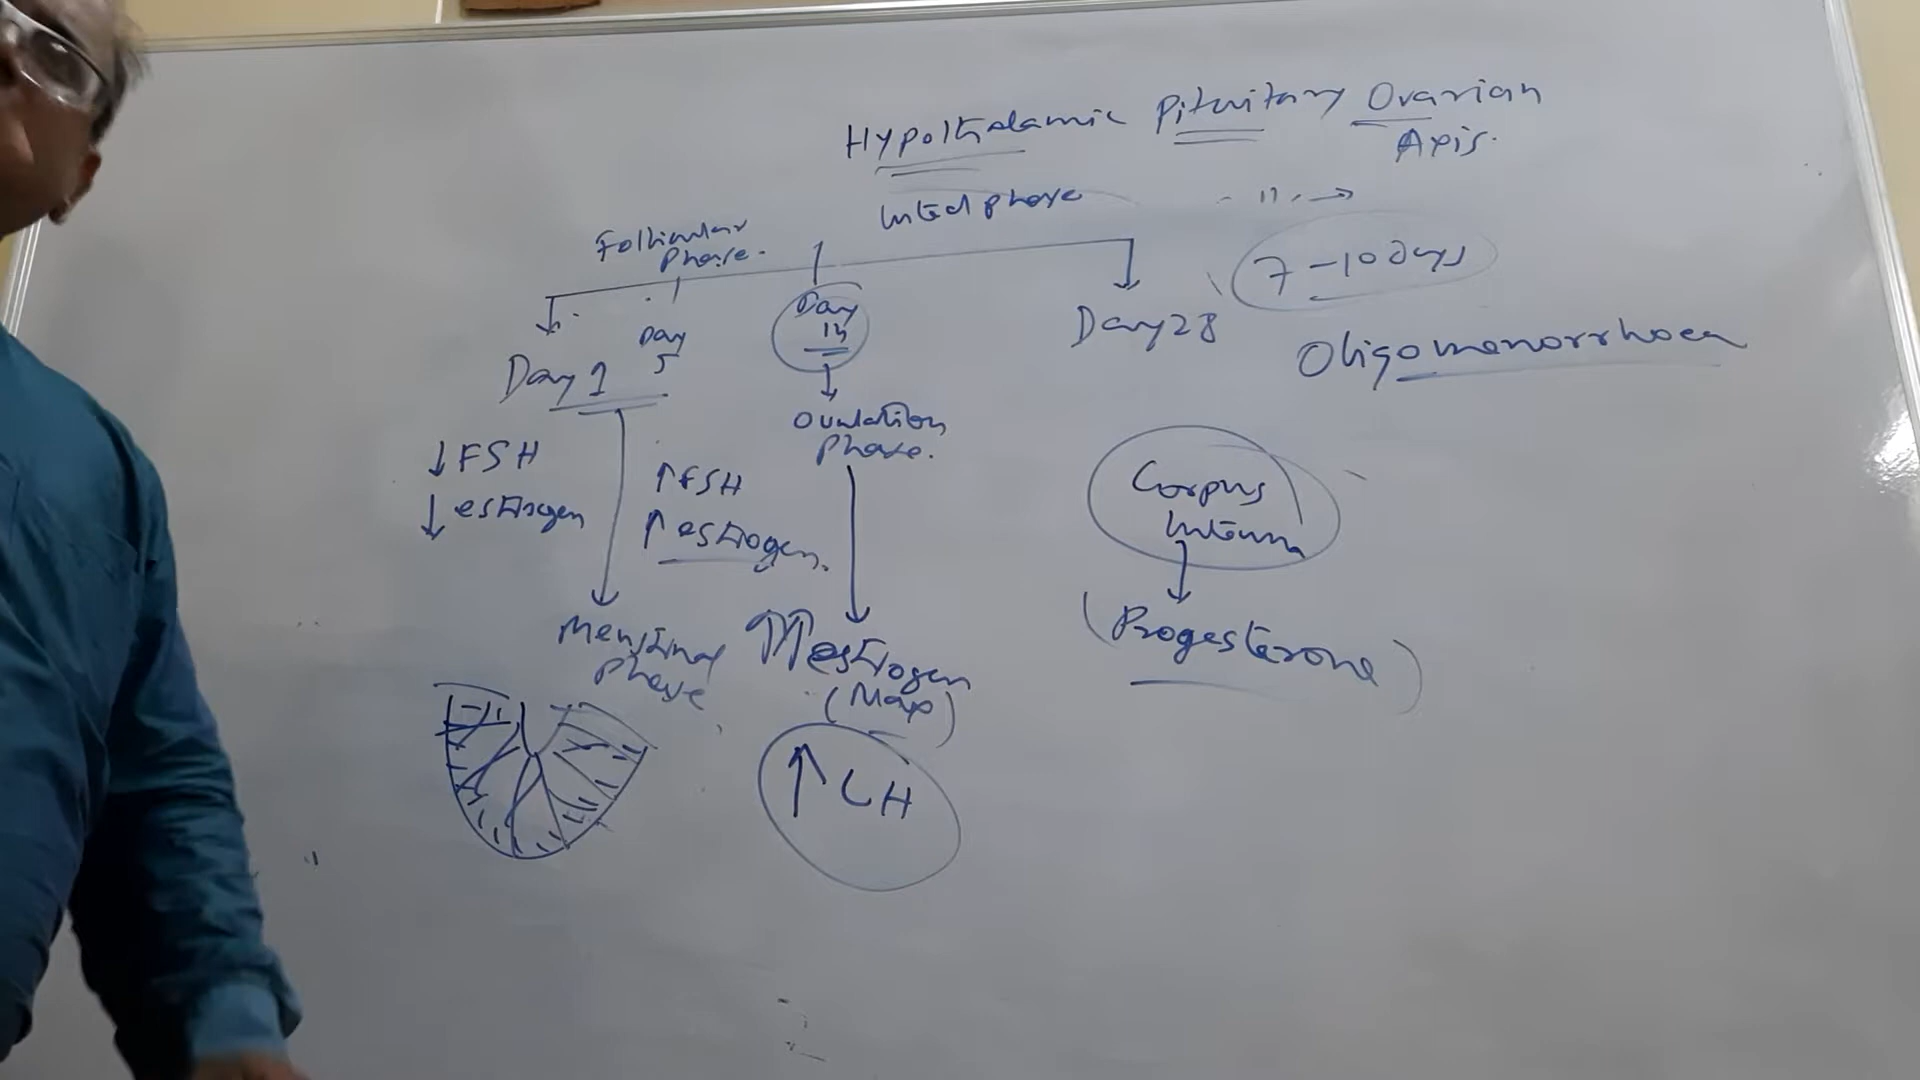 Hypothalamic Pituitary Ovarian
Axis.
Luteal phase
Follicular
Phase.
7-10 days
Day 1
Day
5
Day
14
Day 28
Oligomenorrhoea
Ovulation
Phase.
↓ FSH
↓ estrogen
↑ FSH
↑ estrogen.
Corpus
luteum
(Progesterone)
Menstrual
phase
↑↑ estrogen
(Max)
↑ LH